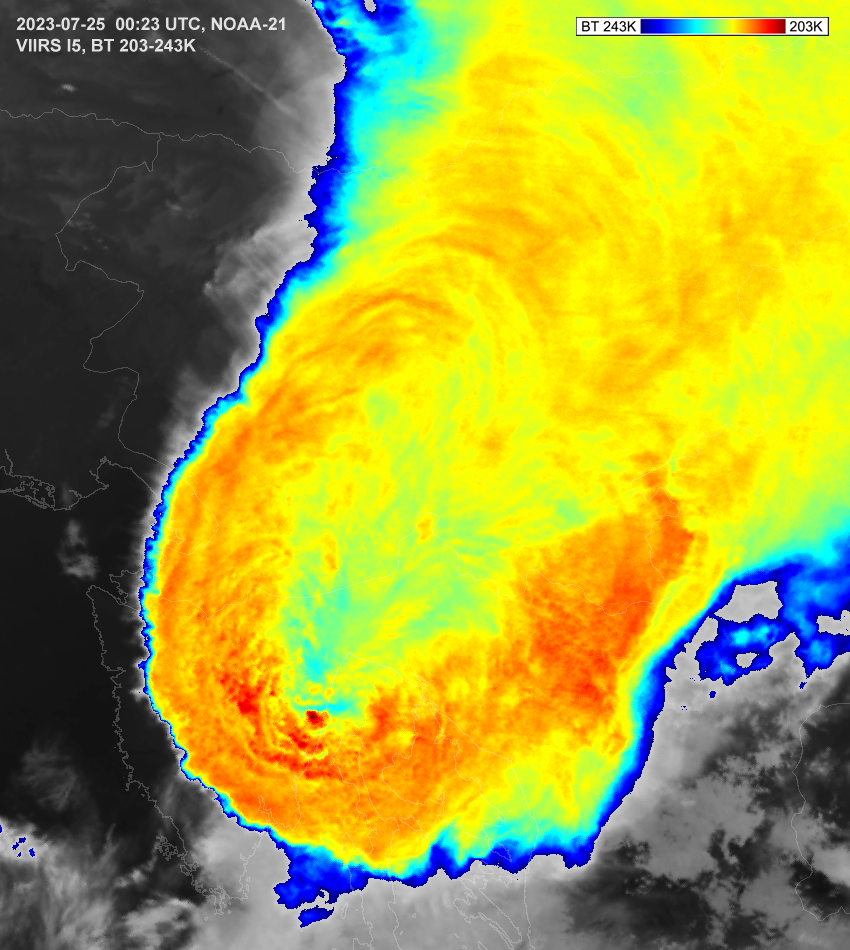 2023-07-25 00:23 UTC, NOAA-21
VIIRS I5, BT 203-243K
BT 243K 203K